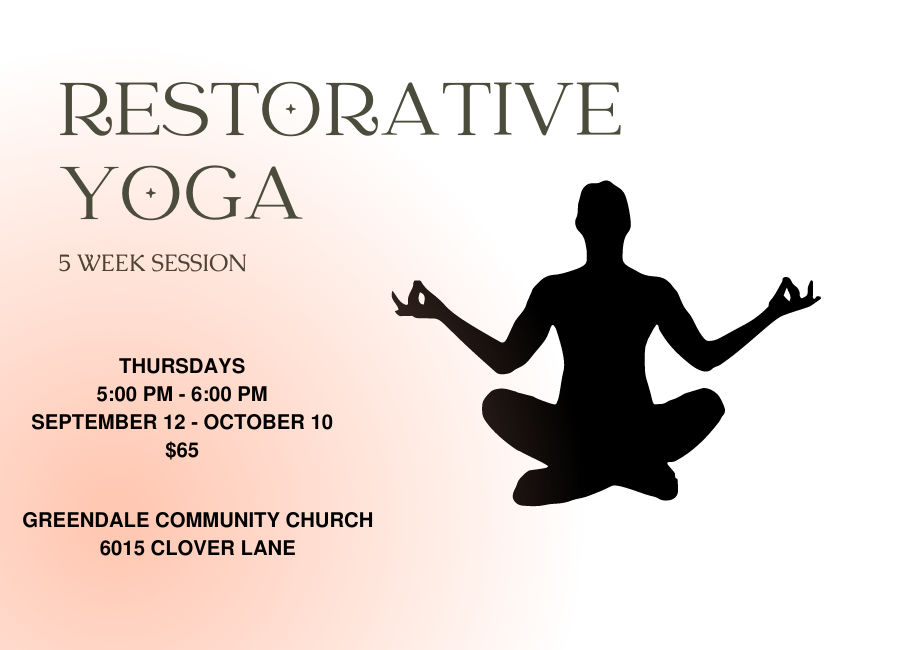 RESTORATIVE
YOGA
5 WEEK SESSION
THURSDAYS
5:00 PM - 6:00 PM
SEPTEMBER 12 - OCTOBER 10
$65
GREENDALE COMMUNITY CHURCH
6015 CLOVER LANE